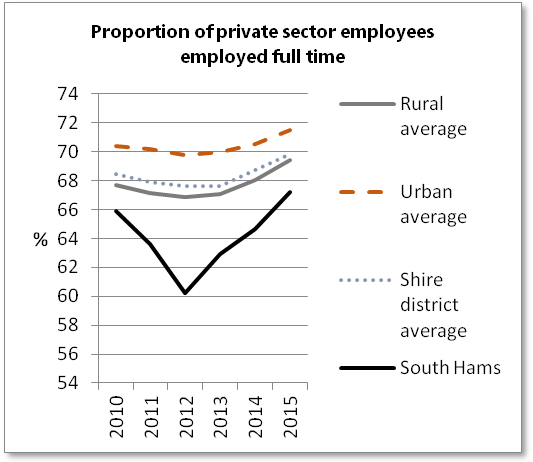 Proportion of private sector employees
employed full time
74
72
70
68
66
64
62
60
58
56
54
%
2010
2011
2012
2013
2014
2015
Rural
average
Urban
average
Shire
district
average
South Hams